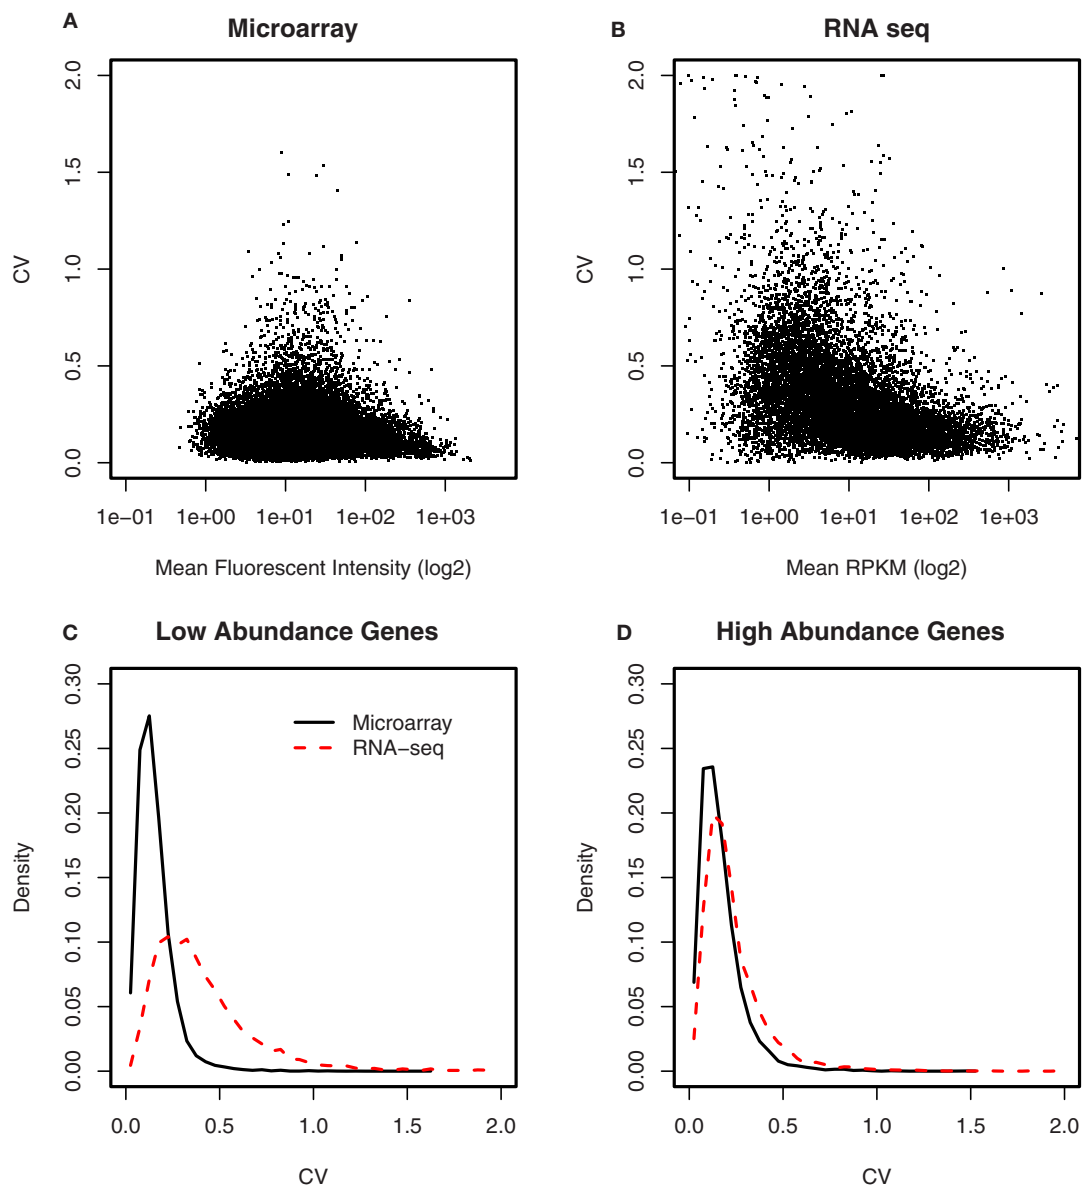 A
Microarray
CV
2.0
1.5
1.0
0.5
0.0
1e−01 1e+00 1e+01 1e+02 1e+03
Mean Fluorescent Intensity (log2)
B
RNA seq
CV
2.0
1.5
1.0
0.5
0.0
1e−01 1e+00 1e+01 1e+02 1e+03
Mean RPKM (log2)
C
Low Abundance Genes
Density
0.30
0.25
0.20
0.15
0.10
0.05
0.00
Microarray
RNA−seq
0.0 0.5 1.0 1.5 2.0
CV
D
High Abundance Genes
Density
0.30
0.25
0.20
0.15
0.10
0.05
0.00
0.0 0.5 1.0 1.5 2.0
CV